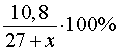 10,8/(27 + x) · 100%